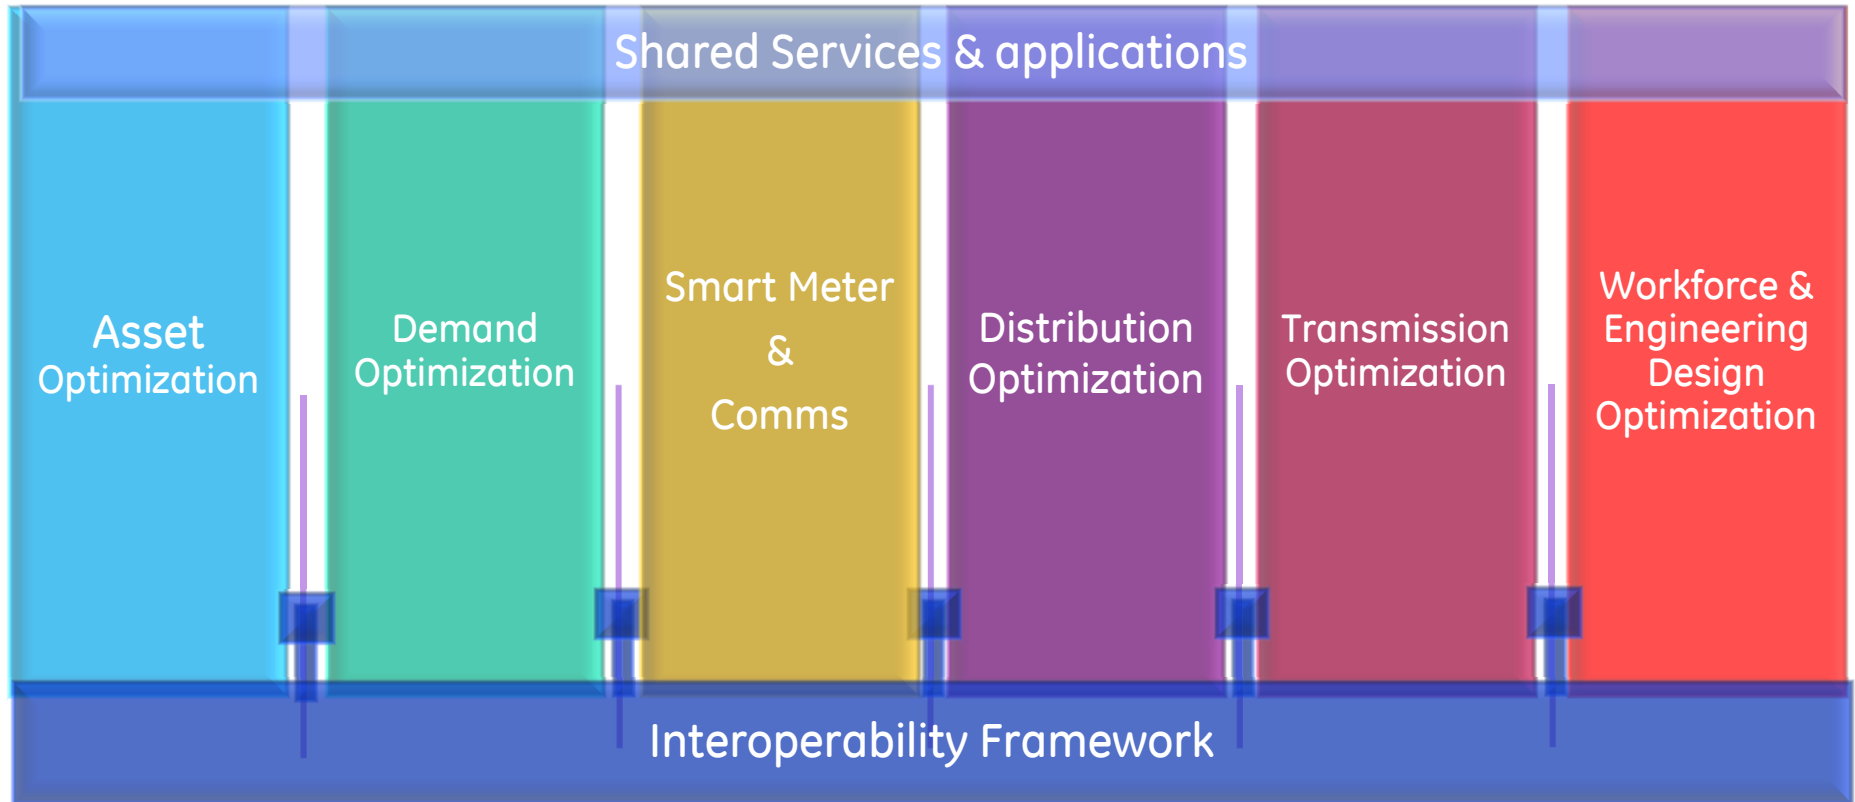 Shared Services & applications
Asset
Optimization
Demand
Optimization
Smart Meter
&
Comms
Distribution
Optimization
Transmission
Optimization
Workforce &
Engineering
Design
Optimization
Interoperability Framework